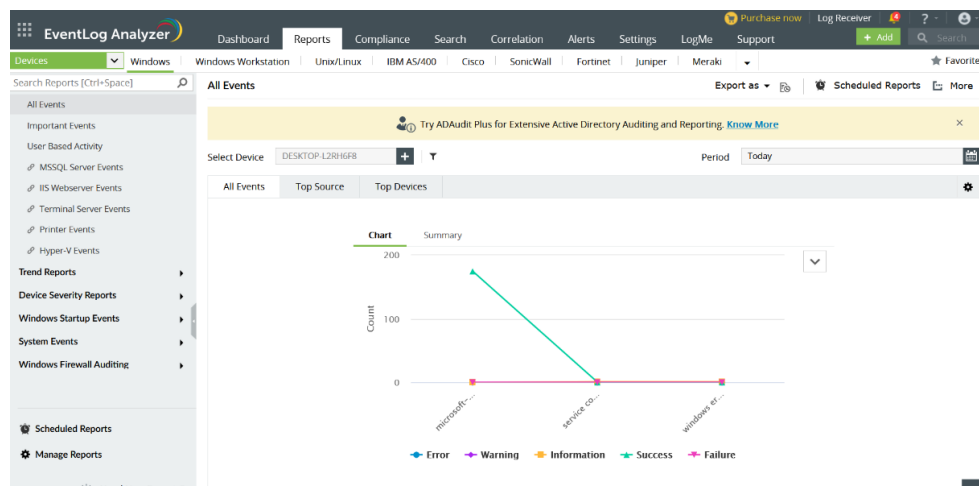 Purchase now Log Receiver 4 ?
EventLog Analyzer
Dashboard Reports Compliance Search Correlation Alerts Settings LogMe Support + Add Search
Devices Windows Windows Workstation Unix/Linux IBM AS/400 Cisco SonicWall Fortinet Juniper Meraki Favorite
Search Reports [Ctrl+Space] All Events Export as Scheduled Reports More
All Events
Important Events
User Based Activity
MSSQL Server Events
IIS Webserver Events
Terminal Server Events
Printer Events
Hyper-V Events
Trend Reports
Device Severity Reports
Windows Startup Events
System Events
Windows Firewall Auditing
Scheduled Reports
Manage Reports
Try ADAudit Plus for Extensive Active Directory Auditing and Reporting. Know More ×
Select Device DESKTOP-L2RH6F8 + Period Today
All Events Top Source Top Devices
Chart Summary
200
100
0
Count
microsoft-...
service co...
windows er...
Error Warning Information Success Failure